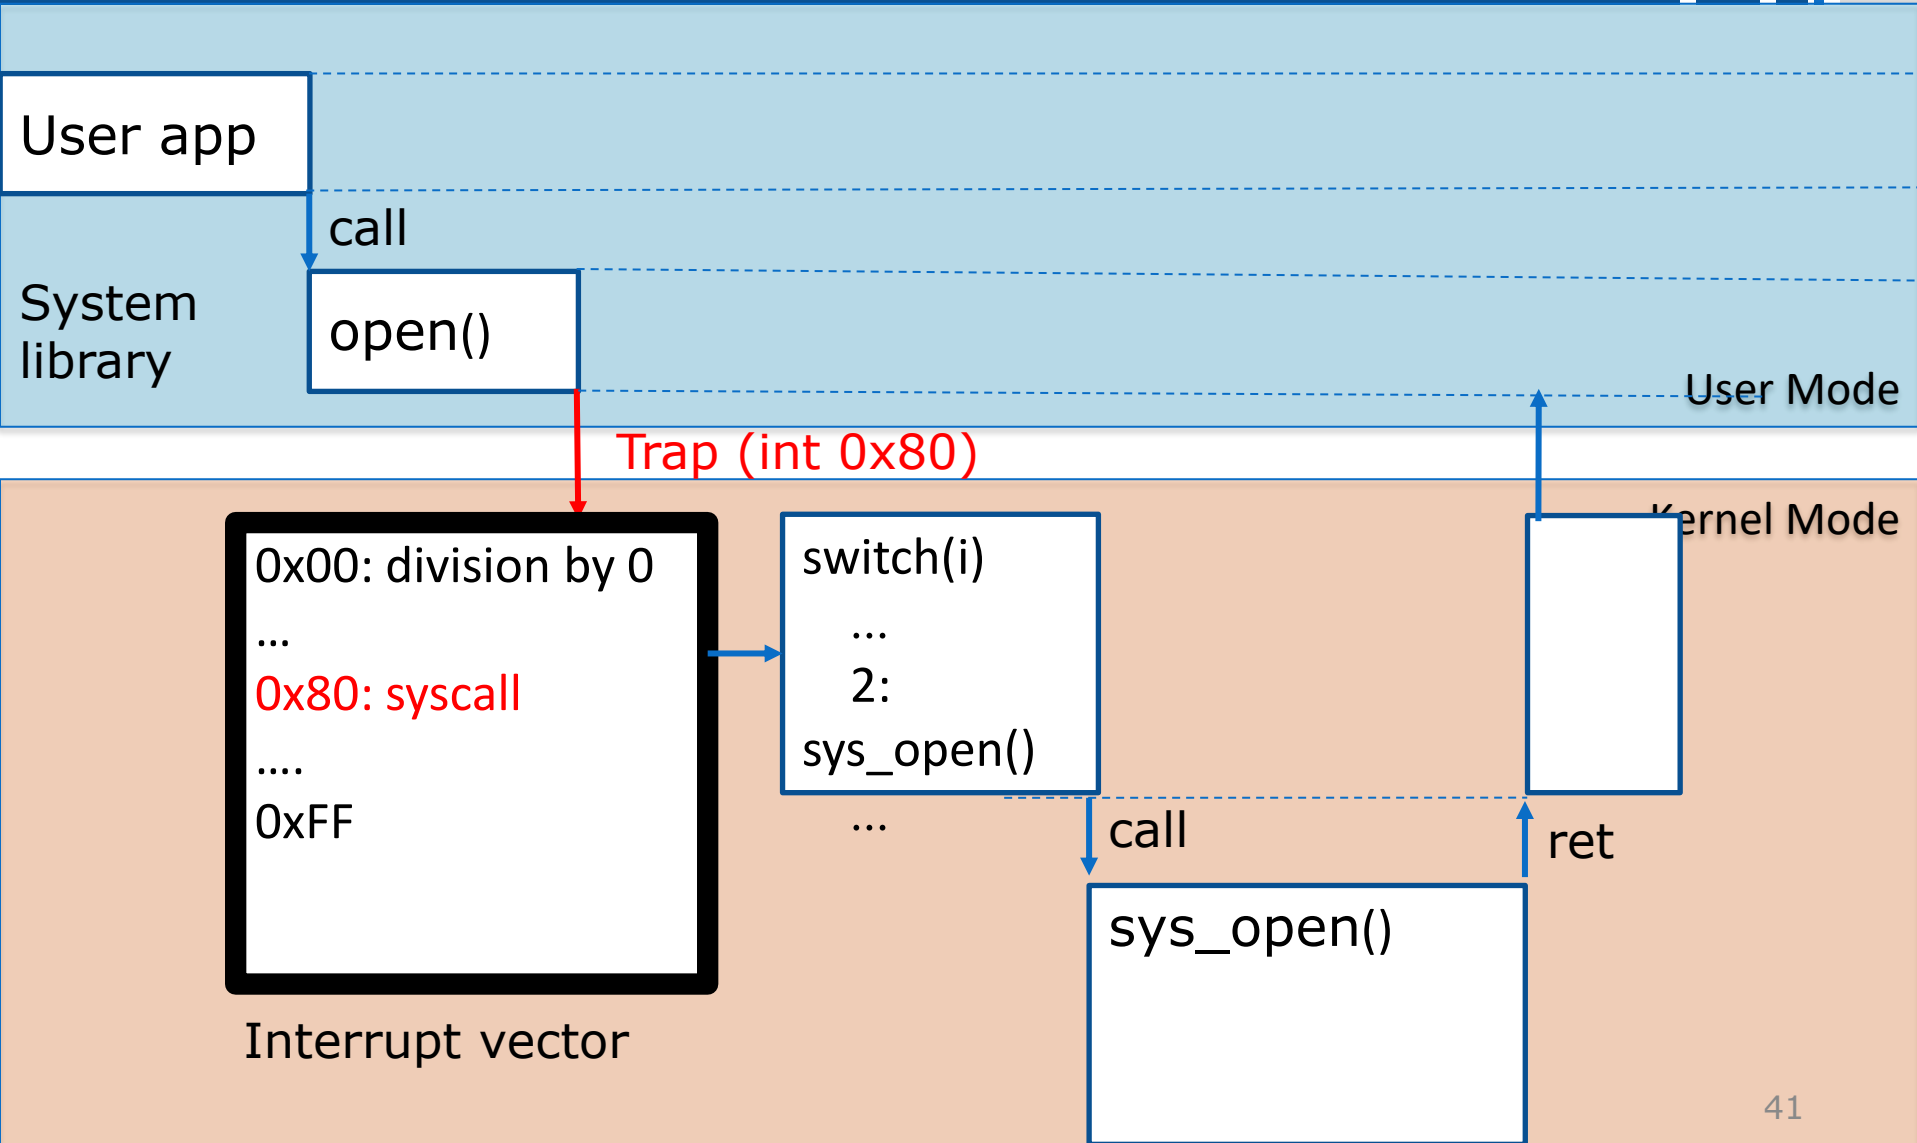 User app
call
System
library
open()
User Mode
Trap (int 0x80)
Kernel Mode
0x00: division by 0
...
0x80: syscall
....
0xFF
Interrupt vector
switch(i)
...
2:
sys_open()
...
call
ret
sys_open()
41